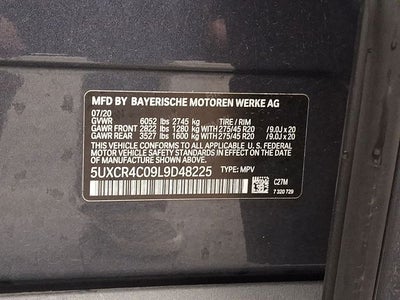 MFD BY BAYERISCHE MOTOREN WERKE AG
07/20
GVWR 6052 lbs 2745 kg TIRE / RIM
GAWR FRONT 2822 lbs 1280 kg WITH 275/45 R20 /9.0J x 20
GAWR REAR 3527 lbs 1600 kg WITH 275/45 R20 /9.0J x 20
THIS VEHICLE CONFORMS TO ALL APPLICABLE U. S. FEDERAL
MOTOR VEHICLE SAFETY STANDARDS IN EFFECT ON THE DATE
OF MANUFACTURE SHOWN ABOVE.
5UXCR4C09L9D48225 TYPE: MPV
C27M
7 320 729